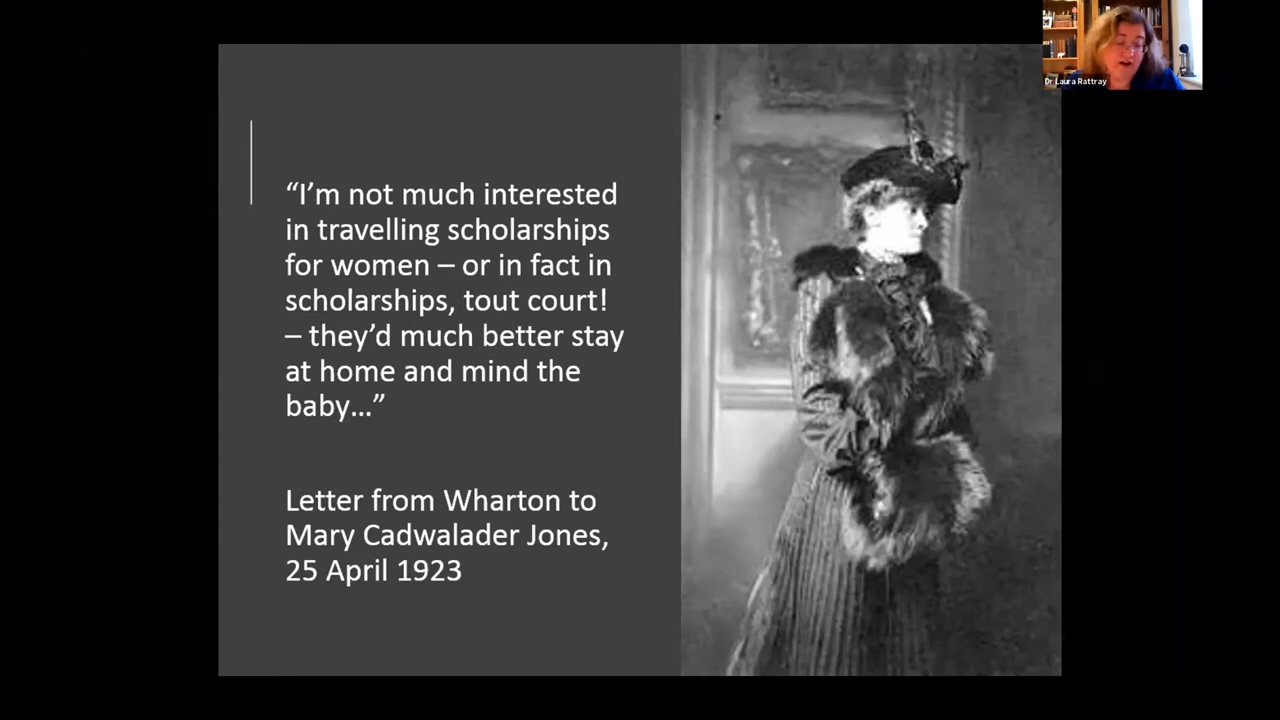 Dr Laura Rattray
“I’m not much interested
in travelling scholarships
for women – or in fact in
scholarships, tout court!
– they’d much better stay
at home and mind the
baby…”
Letter from Wharton to
Mary Cadwalader Jones,
25 April 1923